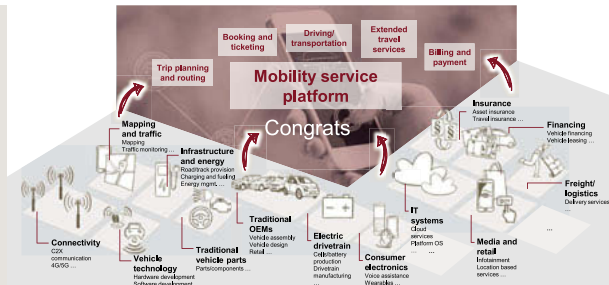 Booking and
ticketing
Driving/
transportation
Extended
travel
services
Trip planning
and routing
Billing and
payment
Mobility service
platform
Congrats
Mapping
and traffic
Mapping
Traffic monitoring ...
Infrastructure
and energy
Road/track provision
Charging and fueling
Energy mgmt. ...
Insurance
Asset insurance
Travel insurance ...
Financing
Vehicle financing
Vehicle leasing ...
Freight/
logistics
Delivery services
...
Connectivity
C2X
communication
4G/5G ...
Vehicle
technology
Hardware development
Software development
Traditional
vehicle parts
Parts/components ...
Traditional
OEMs
Vehicle assembly
Vehicle design
Retail ...
Electric
drivetrain
Cells/battery
production
Drivetrain
manufacturing
...
Consumer
electronics
Voice assistance
Wearables ...
IT
systems
Cloud
services
Platform OS
... ...
Media and
retail
Infotainment
Location based
services ...
...
...